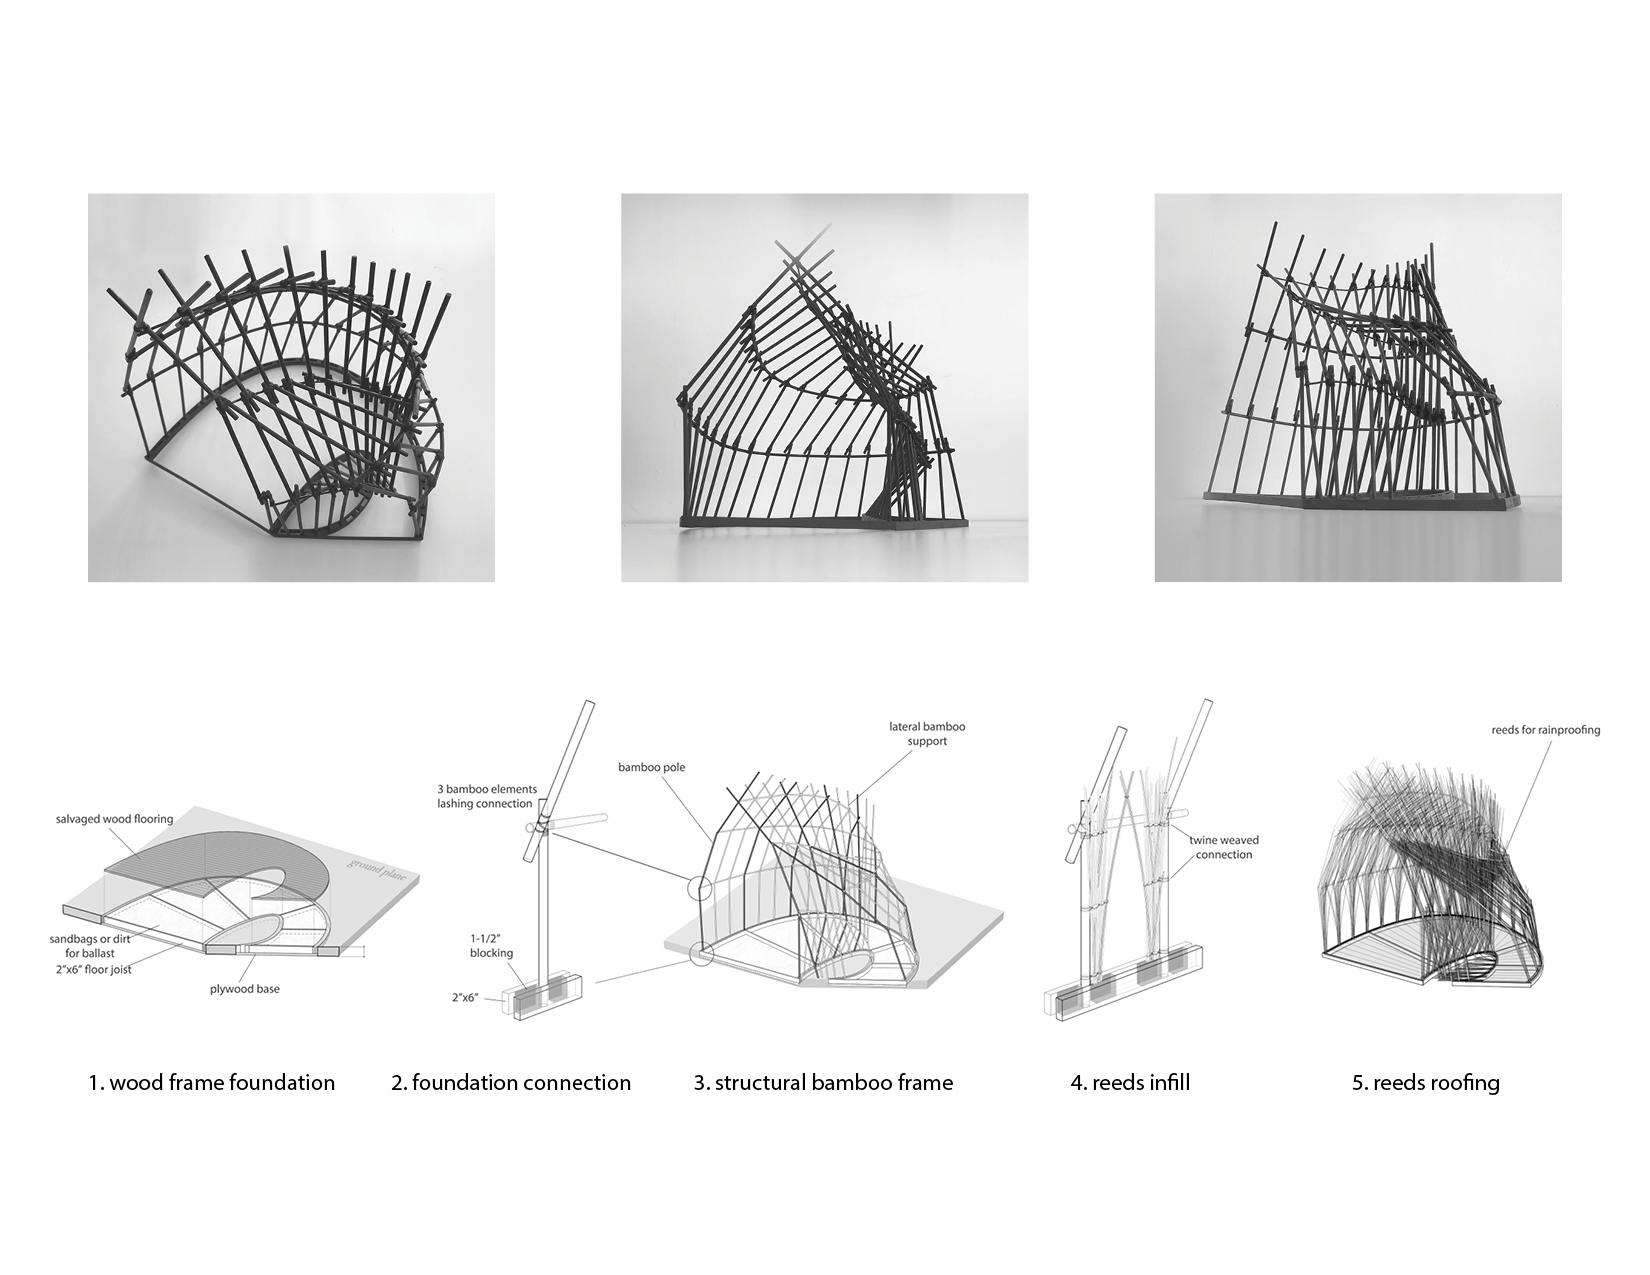 salvaged wood flooring
ground plane
sandbags or dirt
for ballast
2"x6" floor joist
plywood base
3 bamboo elements
lashing connection
1-1/2"
blocking
2"x6"
bamboo pole
lateral bamboo
support
twine weaved
connection
reeds for rainproofing
1. wood frame foundation
2. foundation connection
3. structural bamboo frame
4. reeds infill
5. reeds roofing